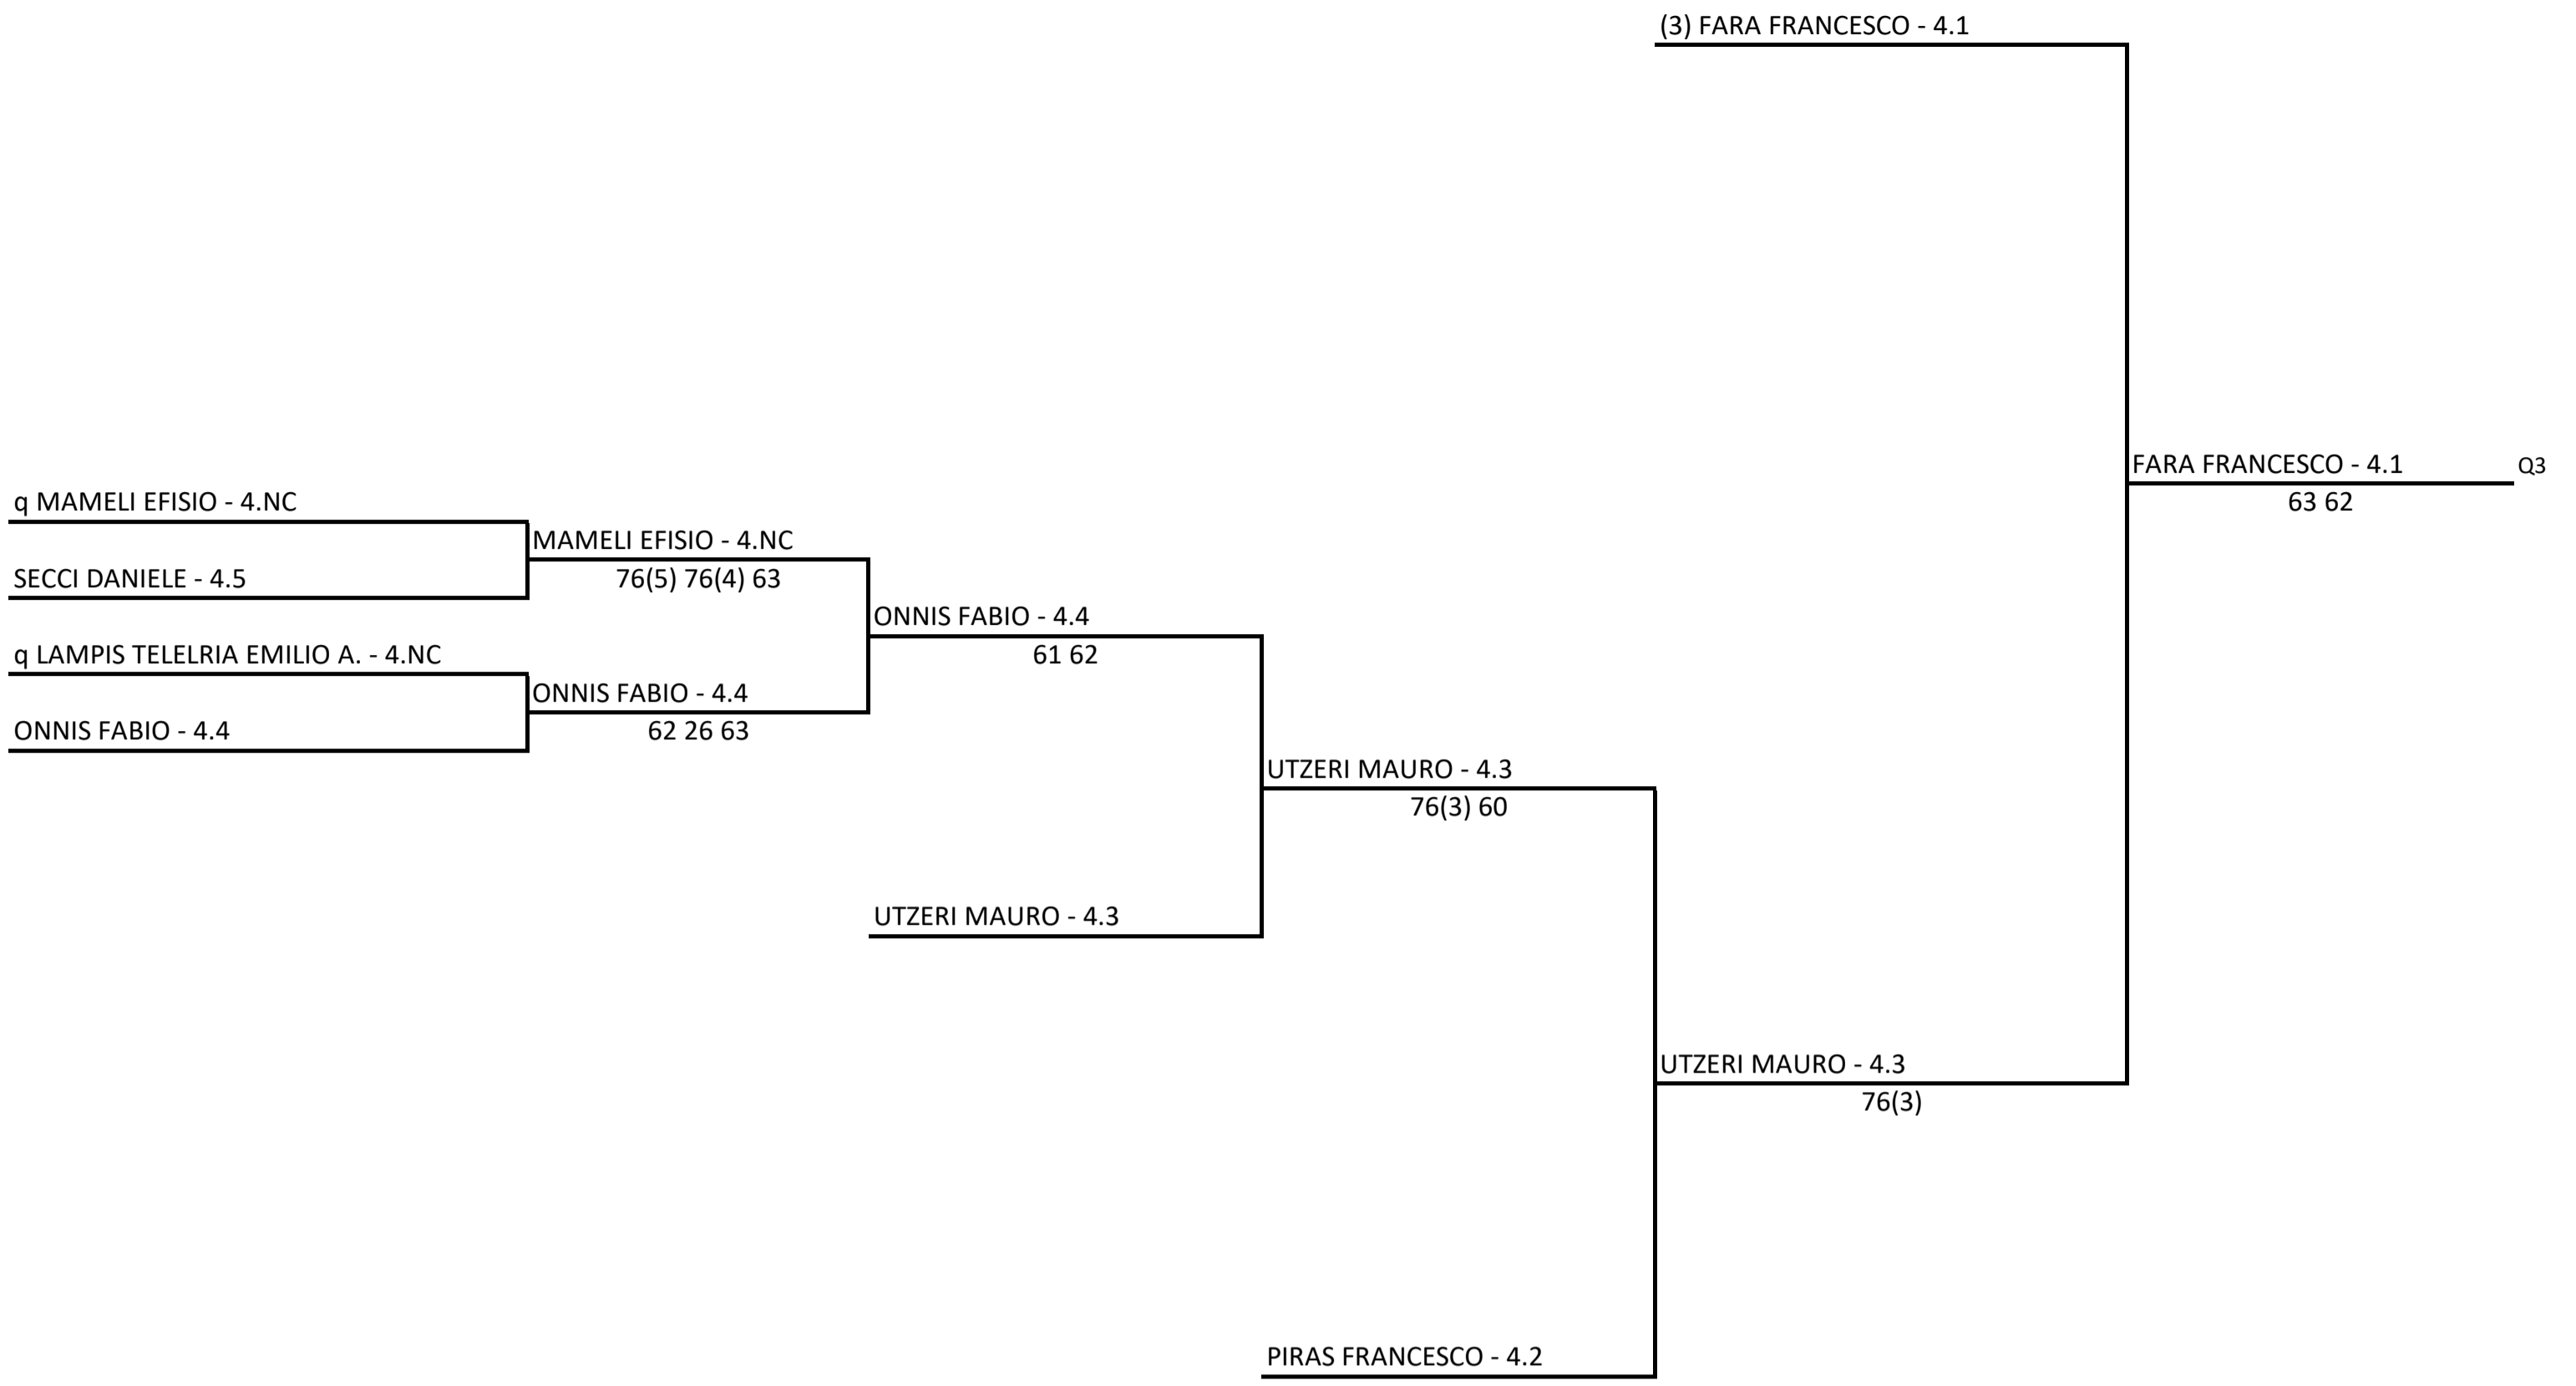 (3) FARA FRANCESCO - 4.1
FARA FRANCESCO - 4.1
Q3
63 62
q MAMELI EFISIO - 4.NC
MAMELI EFISIO - 4.NC
SECCI DANIELE - 4.5
76(5) 76(4) 63
ONNIS FABIO - 4.4
q LAMPIS TELELRIA EMILIO A. - 4.NC
61 62
ONNIS FABIO - 4.4
ONNIS FABIO - 4.4
62 26 63
UTZERI MAURO - 4.3
76(3) 60
UTZERI MAURO - 4.3
UTZERI MAURO - 4.3
76(3)
PIRAS FRANCESCO - 4.2